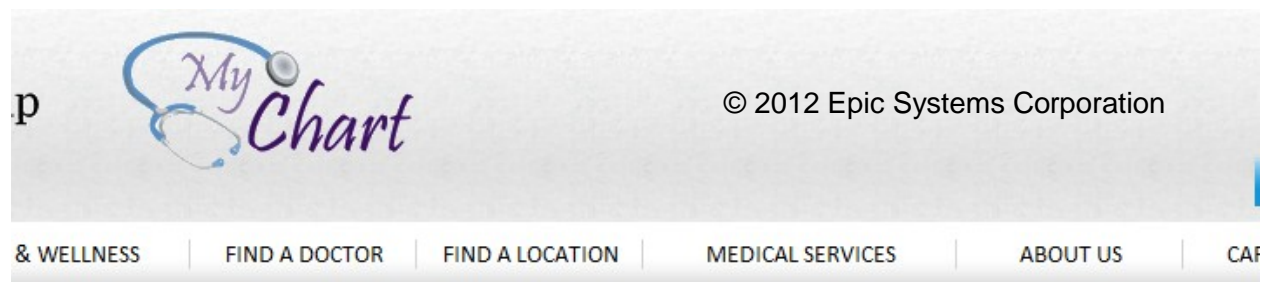 My
Chart
© 2012 Epic Systems Corporation
& WELLNESS FIND A DOCTOR FIND A LOCATION MEDICAL SERVICES ABOUT US